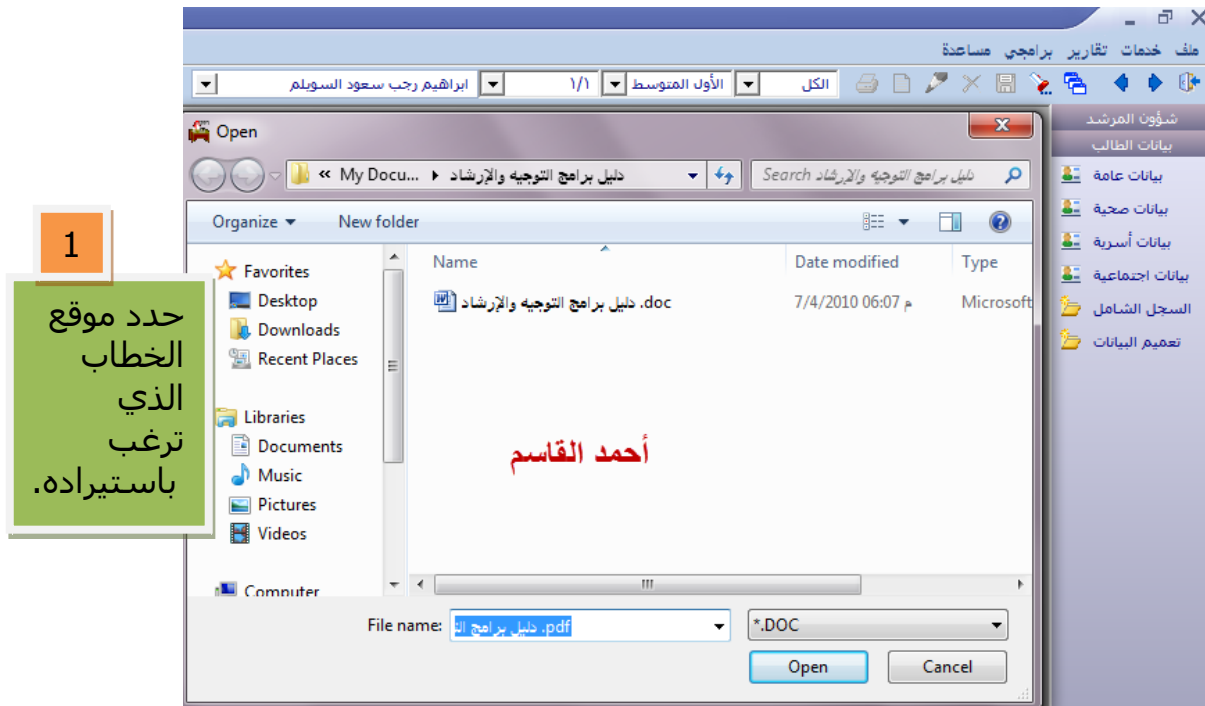 ملف خدمات تقارير برامجي مساعدة
الكل
الأول المتوسط
١/١
ابراهيم رجب سعود السويلم
شؤون المرشد
بيانات الطالب
بيانات عامة
بيانات صحية
بيانات أسرية
بيانات اجتماعية
السجل الشامل
تعميم البيانات
Open
« My Docu... دليل برامج التوجيه والإرشاد
Search دليل برامج التوجيه والإرشاد
Organize
New folder
Favorites
Desktop
Downloads
Recent Places
Libraries
Documents
Music
Pictures
Videos
Computer
Name
Date modified
Type
دليل برامج التوجيه والإرشاد .doc
7/4/2010 06:07 م
Microsoft
أحمد القاسم
File name:
دليل برامج الت .pdf
*.DOC
Open
Cancel
1
حدد موقع
الخطاب
الذي
ترغب
باستيراده.